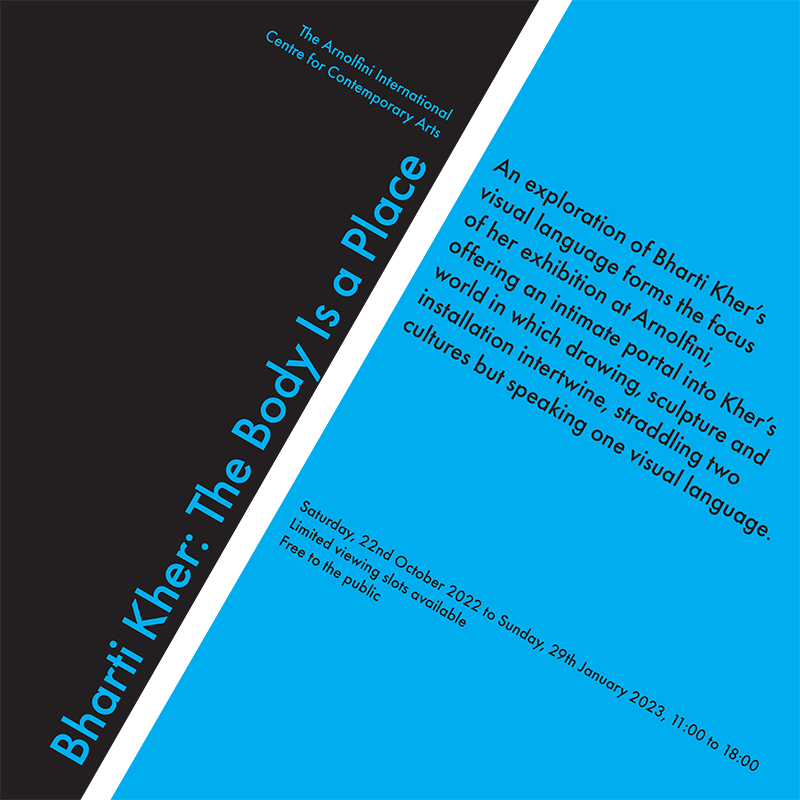 The Arnolfini International
Centre for Contemporary Arts
Bharti Kher: The Body Is a Place
An exploration of Bharti Kher's
visual language forms the focus
of her exhibition at Arnolfini,
offering an intimate portal into Kher's
world in which drawing, sculpture and
installation intertwine, straddling two
cultures but speaking one visual language.
Saturday, 22nd October 2022 to Sunday, 29th January 2023, 11:00 to 18:00
Limited viewing slots available
Free to the public